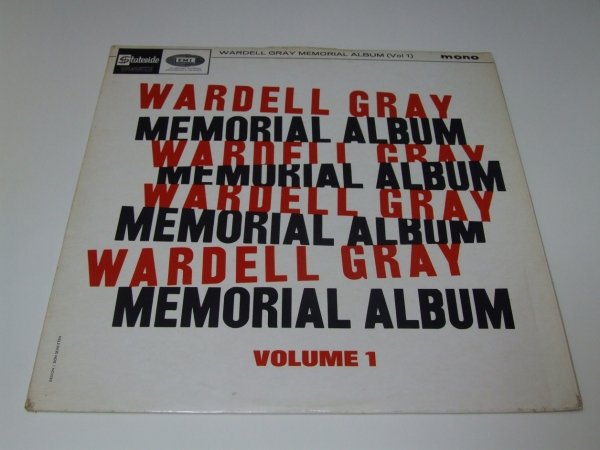 Stateside
EMI
WARDELL GRAY MEMORIAL ALBUM (Vol 1)
mono
WARDELL GRAY
MEMORIAL ALBUM
WARDELL GRAY
MEMORIAL ALBUM
WARDELL GRAY
MEMORIAL ALBUM
WARDELL GRAY
MEMORIAL ALBUM
VOLUME 1